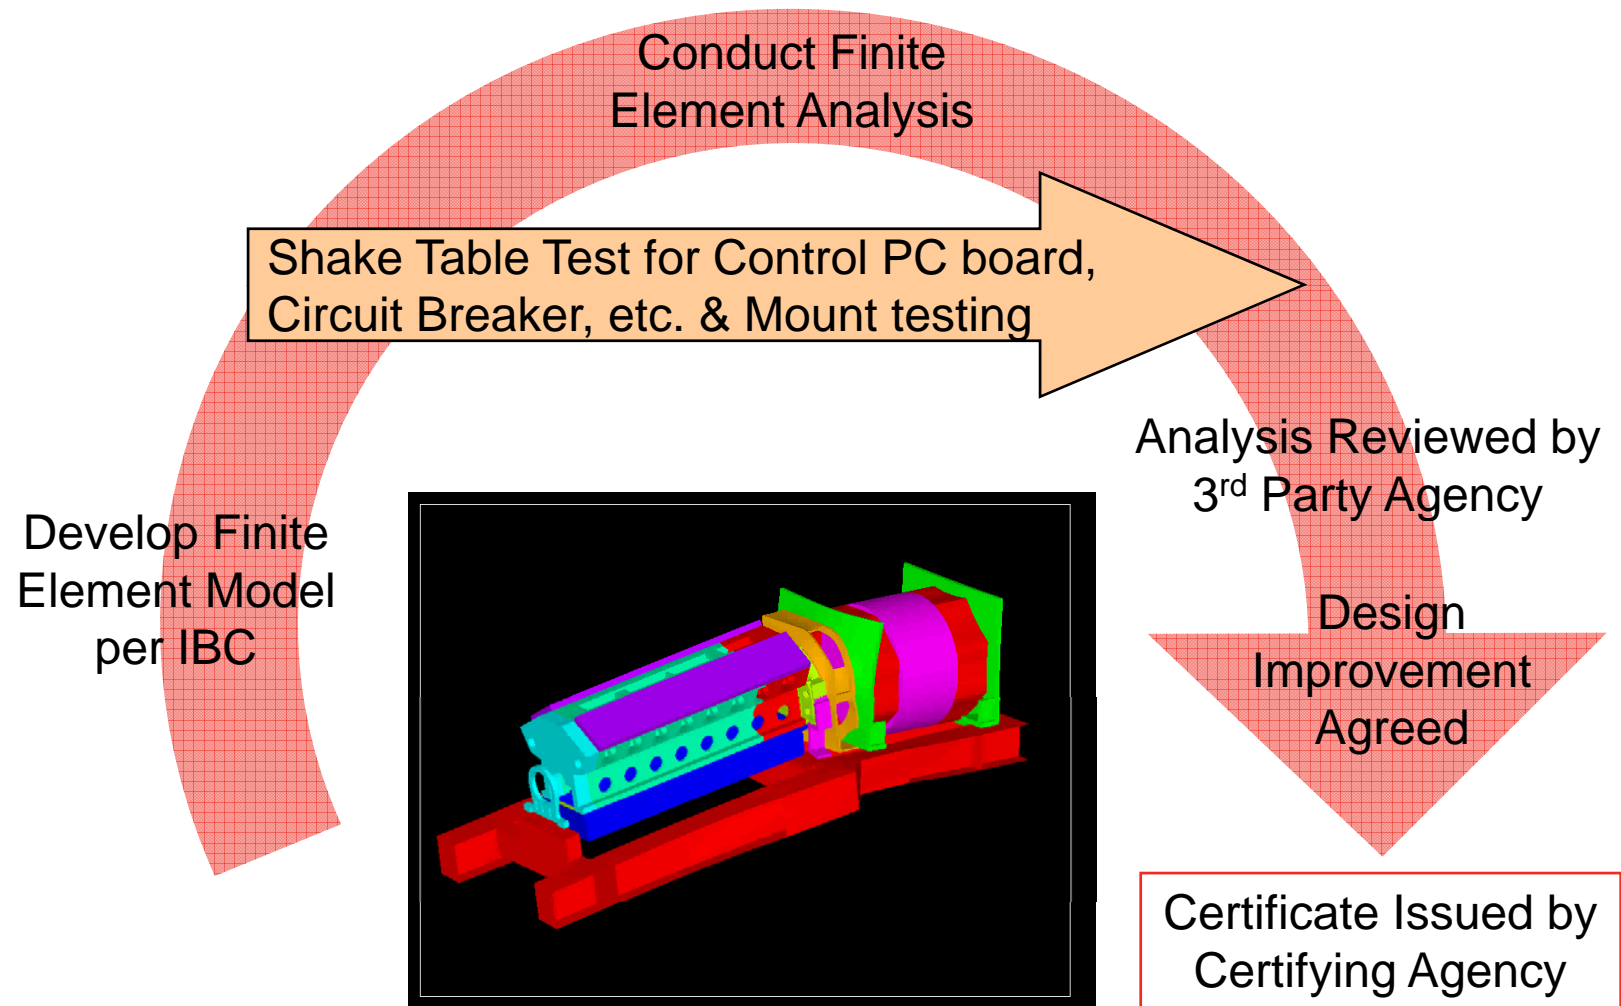 Conduct Finite
Element Analysis
Shake Table Test for Control PC board,
Circuit Breaker, etc. & Mount testing
Develop Finite
Element Model
per IBC
Analysis Reviewed by
3rd Party Agency
Design
Improvement
Agreed
Certificate Issued by
Certifying Agency